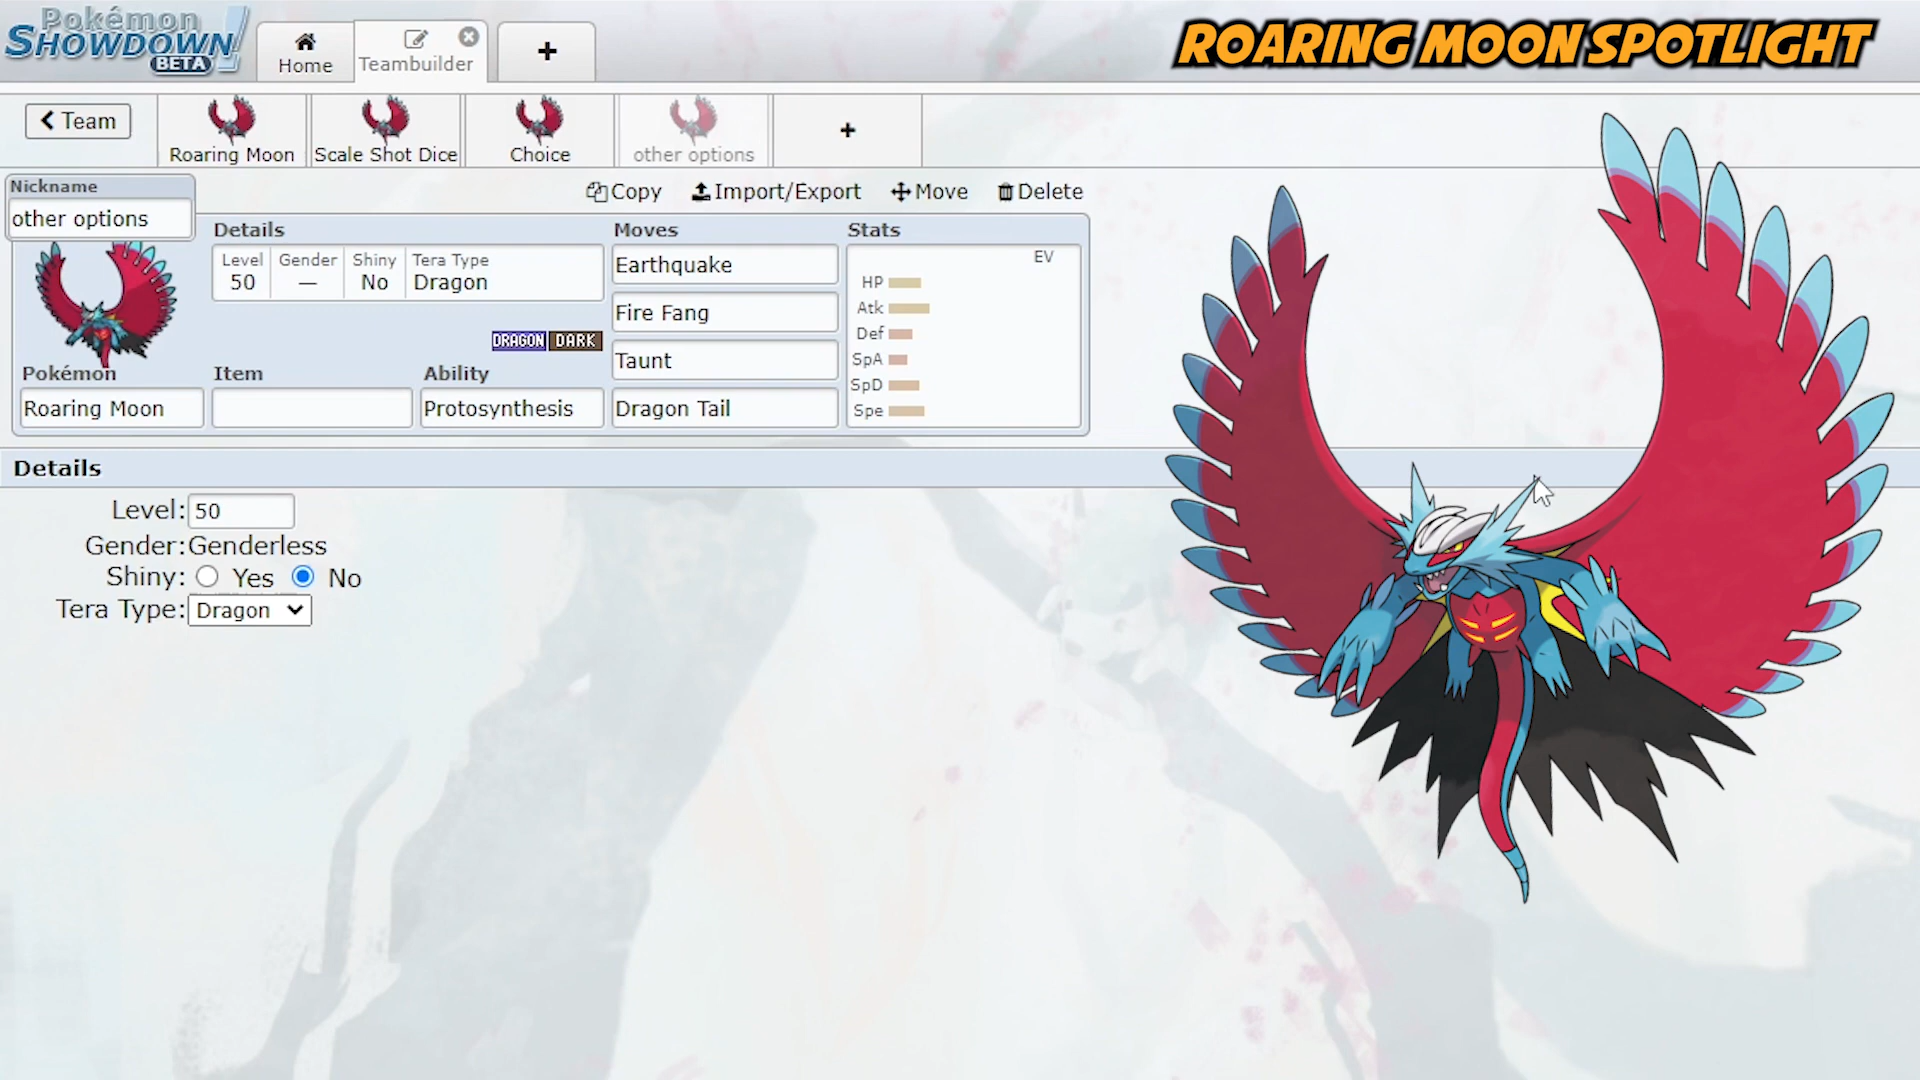 Pokémon
SHOWDOWN!
BETA
Home
Teambuilder
+
ROARING MOON SPOTLIGHT
Team
Roaring Moon
Scale Shot Dice
Choice
other options
+
Nickname
other options
Copy
Import/Export
Move
Delete
Details
Moves
Stats
Level
Gender
Shiny
Tera Type
50
—
No
Dragon
DRAGON
DARK
Earthquake
Fire Fang
Taunt
Dragon Tail
EV
HP
Atk
Def
SpA
SpD
Spe
Pokémon
Item
Ability
Roaring Moon
Protosynthesis
Details
Level: 50
Gender: Genderless
Shiny: Yes No
Tera Type: Dragon